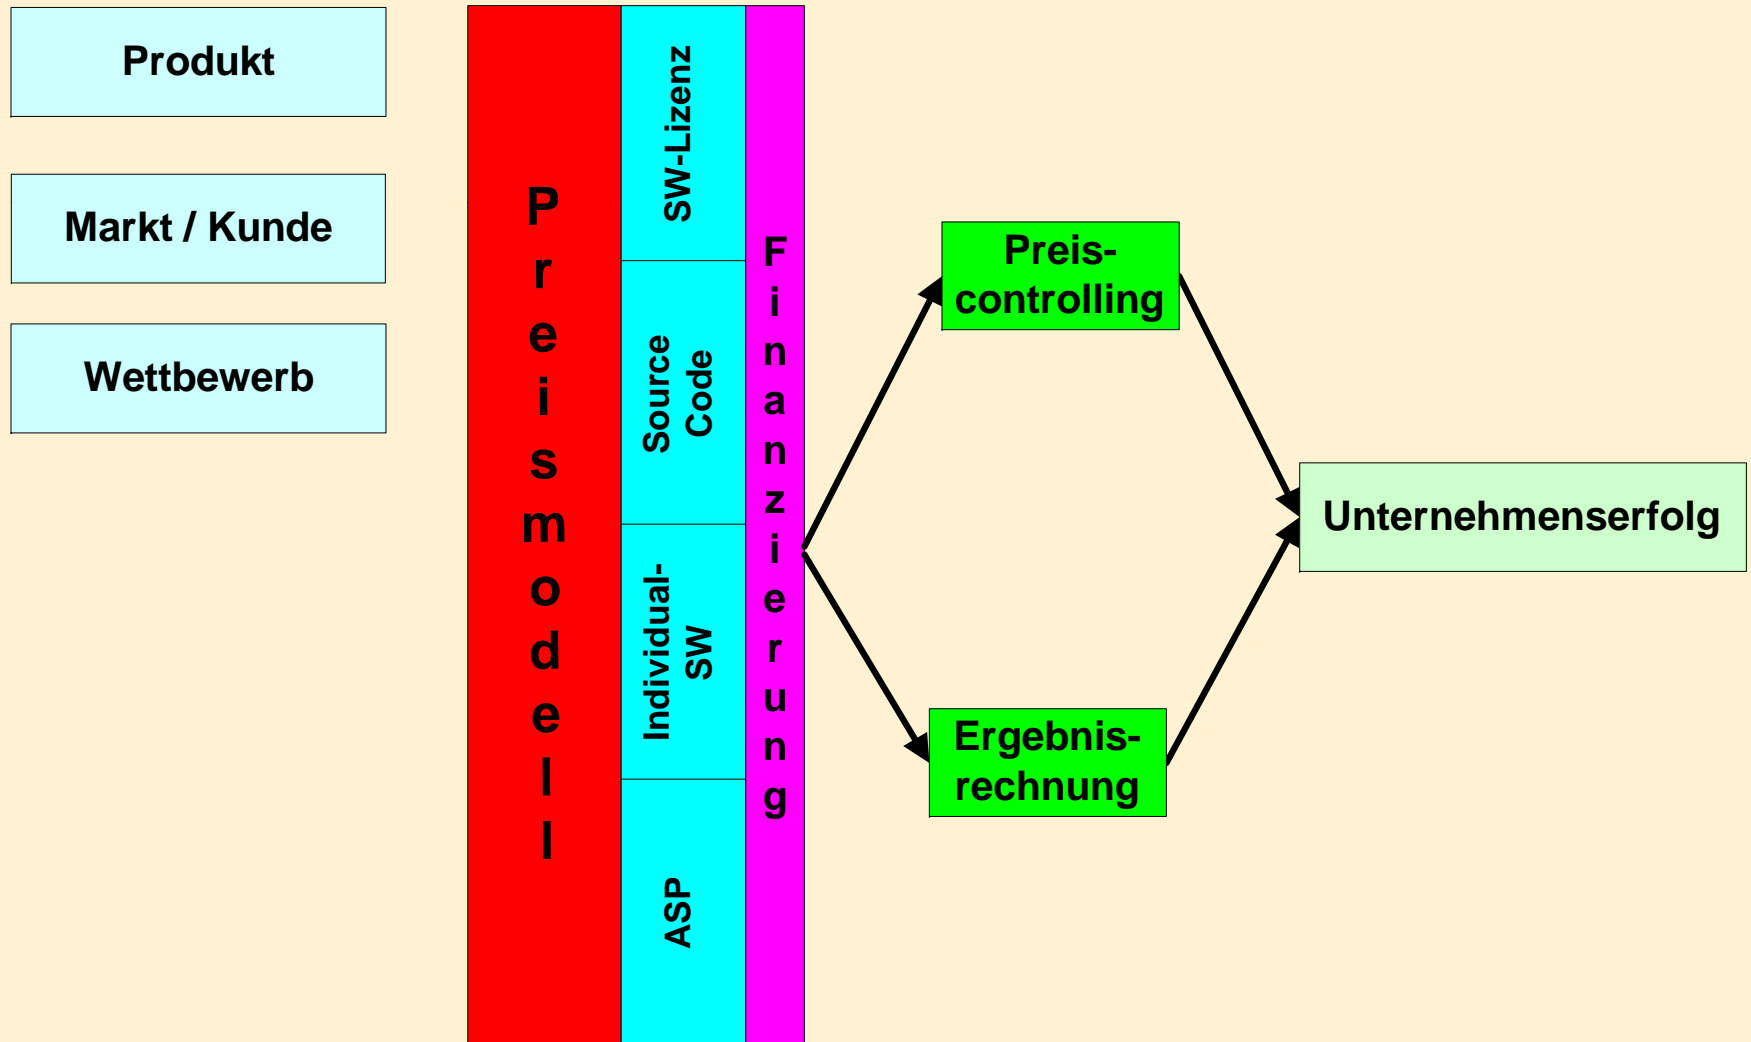 Produkt
Markt / Kunde
Wettbewerb
Preismodell
SW-Lizenz
Source
Code
Individual-
SW
ASP
Finanzierung
Preis-
controlling
Ergebnis-
rechnung
Unternehmenserfolg